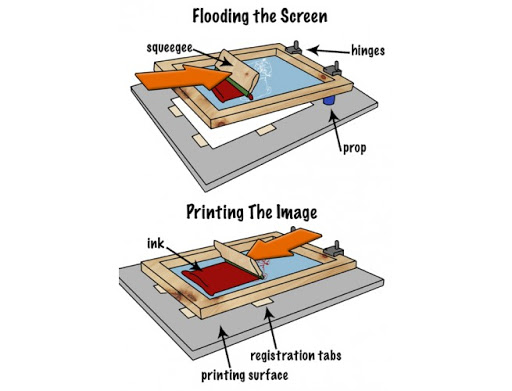 Flooding the Screen
squeegee
hinges
prop
Printing The Image
ink
registration tabs
printing surface